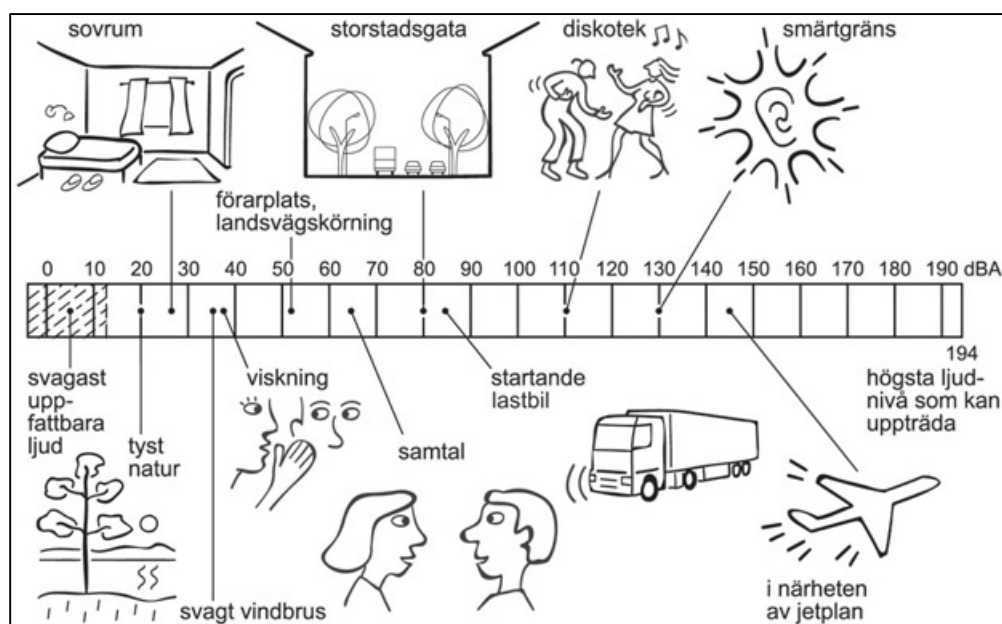 sovrum
storstadsgata
diskotek
smärtgräns
förarplats,
landsvägskörning
0 10 20 30 40 50 60 70 80 90 100 110 120 130 140 150 160 170 180 190 dBA
194
svagast
upp-
fattbara
ljud
tyst
natur
svagt vindbrus
viskning
samtal
startande
lastbil
i närheten
av jetplan
högsta ljud-
nivå som kan
uppträda